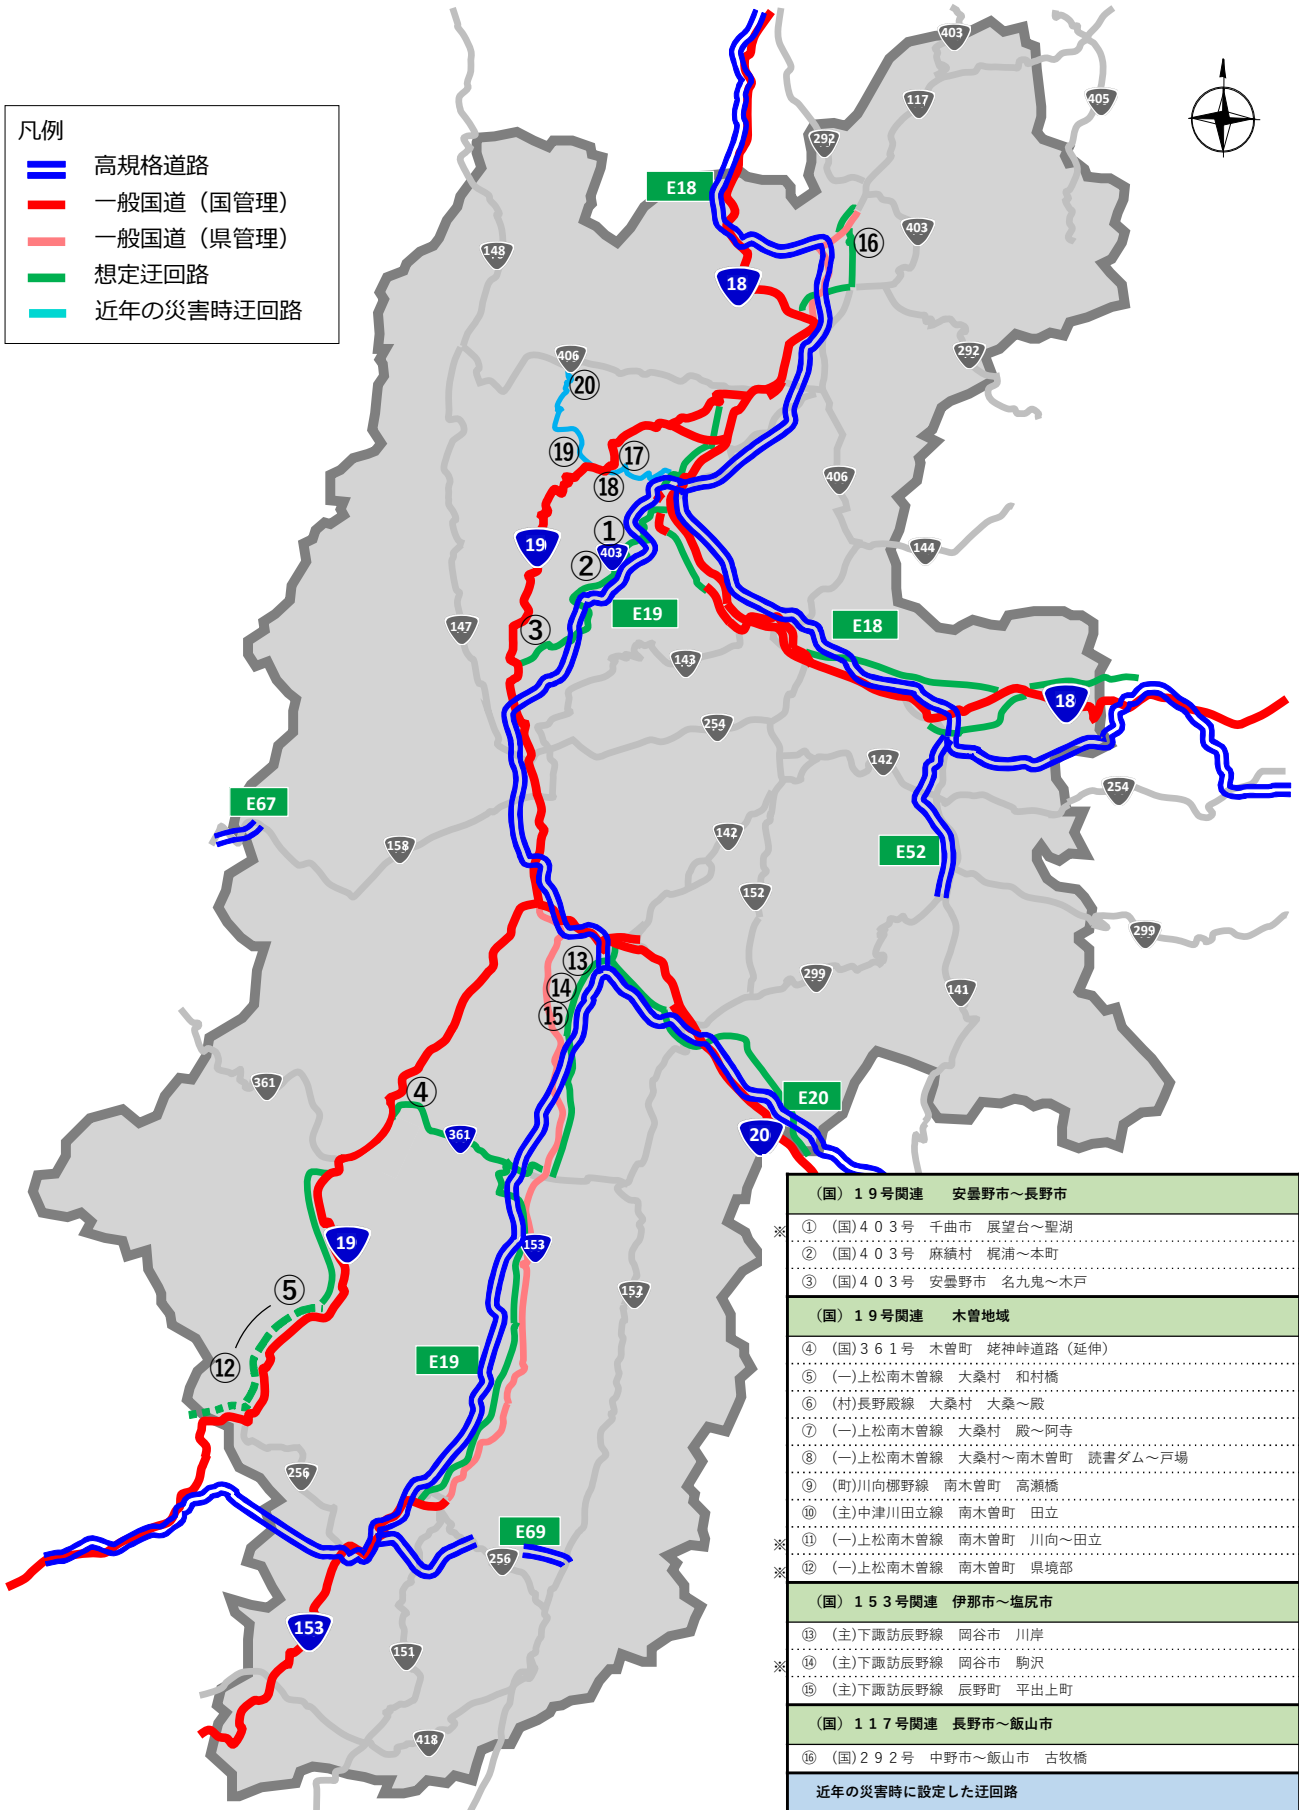 凡例
高規格道路
一般国道（国管理）
一般国道（県管理）
想定迂回路
近年の災害時迂回路
403
117
405
292
E18
403
⑯
148
18
406
292
⑳
⑲
⑰
⑱
406
①
19
403
②
144
E19
③
147
E18
143
18
254
142
254
E67
158
142
E52
152
299
⑬
299
⑭
141
⑮
361
④
E20
361
20
19
153
⑤
152
E19
⑫
256
E69
256
153
151
418
（国）１９号関連　安曇野市～長野市
※ ① (国)４０３号　千曲市　展望台～聖湖
② (国)４０３号　麻績村　梶浦～本町
③ (国)４０３号　安曇野市　名九鬼～木戸
（国）１９号関連　木曽地域
④ (国)３６１号　木曽町　姥神峠道路（延伸）
⑤ (一)上松南木曽線　大桑村　和村橋
⑥ (村)長野殿線　大桑村　大桑～殿
⑦ (一)上松南木曽線　大桑村　殿～阿寺
⑧ (一)上松南木曽線　大桑村～南木曽町　読書ダム～戸場
⑨ (町)川向梛野線　南木曽町　高瀬橋
⑩ (主)中津川田立線　南木曽町　田立
※ ⑪ (一)上松南木曽線　南木曽町　川向～田立
※ ⑫ (一)上松南木曽線　南木曽町　県境部
（国）１５３号関連　伊那市～塩尻市
⑬ (主)下諏訪辰野線　岡谷市　川岸
※ ⑭ (主)下諏訪辰野線　岡谷市　駒沢
⑮ (主)下諏訪辰野線　辰野町　平出上町
（国）１１７号関連　長野市～飯山市
⑯ (国)２９２号　中野市～飯山市　古牧橋
近年の災害時に設定した迂回路